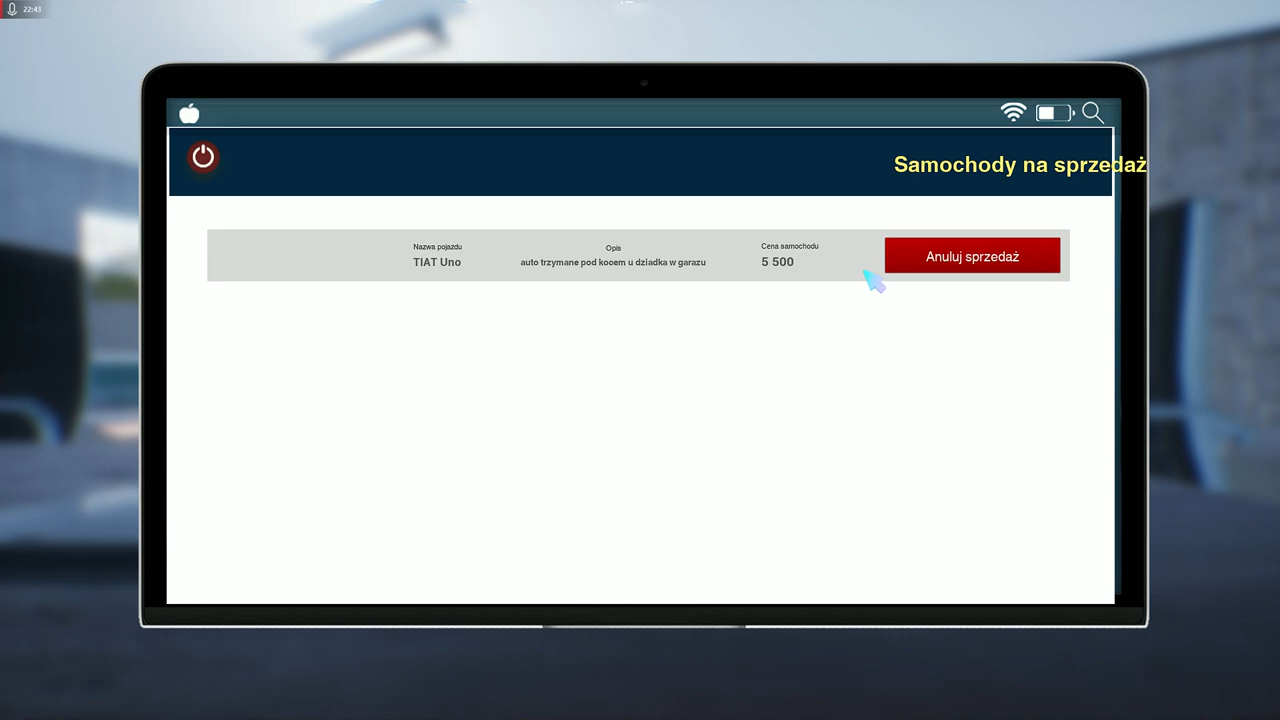 22:43
Samochody na sprzedaż
Nazwa pojazdu
Opis
Cena samochodu
TIAT Uno
auto trzymane pod kocem u dziadka w garazu
5 500
Anuluj sprzedaż